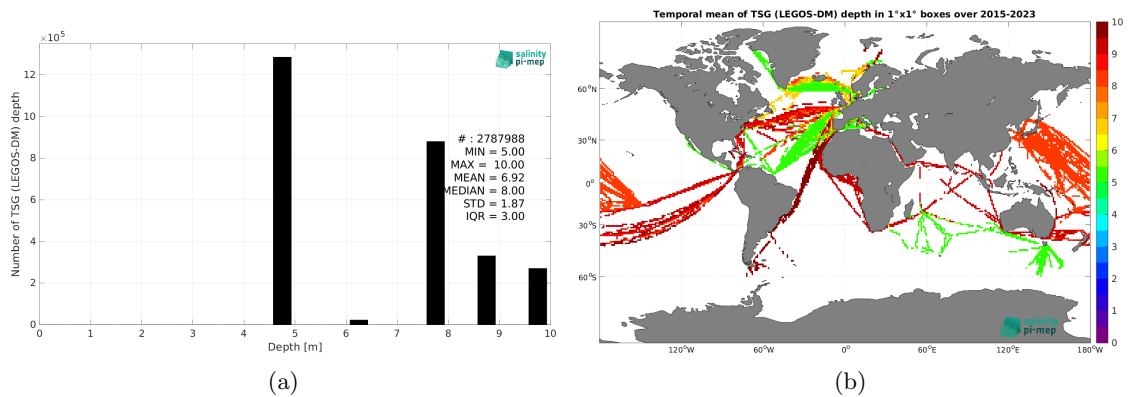 ×10⁵
salinity
pi-mep
12
10
8
6
4
2
0
Number of TSG (LEGOS-DM) depth
# : 2787988
MIN = 5.00
MAX = 10.00
MEAN = 6.92
MEDIAN = 8.00
STD = 1.87
IQR = 3.00
0 1 2 3 4 5 6 7 8 9 10
Depth [m]
(a)
Temporal mean of TSG (LEGOS-DM) depth in 1°x1° boxes over 2015-2023
60°N
30°N
0°
30°S
60°S
120°W 60°W 0° 60°E 120°E 180°W
salinity
pi-mep
10
9
8
7
6
5
4
3
2
1
0
(b)